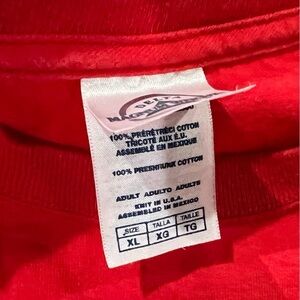 100% PRÉRÉTRÉCI COTON
TRICOTÉ AUX É.U.
ASSEMBLÉ EN MEXIQUE
100% PRESHRUNK COTTON
ADULT ADULTO ADULTE
KNIT IN U.S.A.
ASSEMBLED IN MEXICO
SIZE TALLA TAILLE
XL XG TG